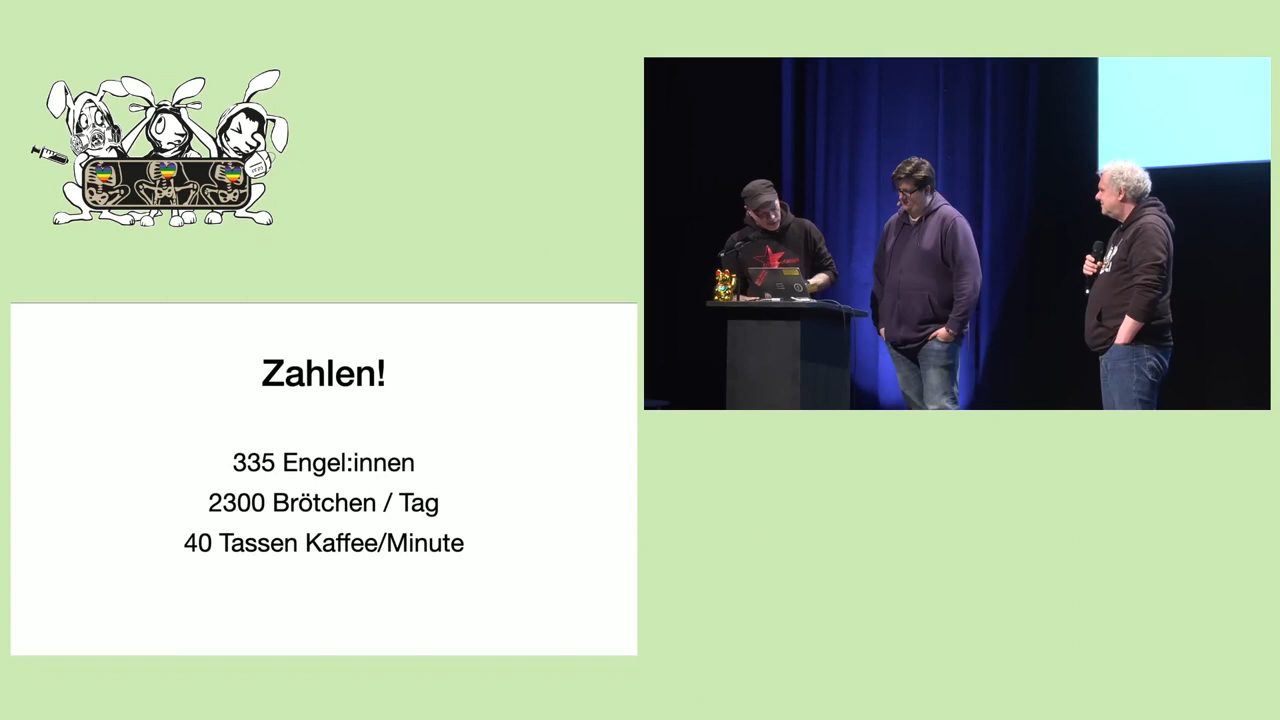 Zahlen!
335 Engel:innen
2300 Brötchen / Tag
40 Tassen Kaffee/Minute